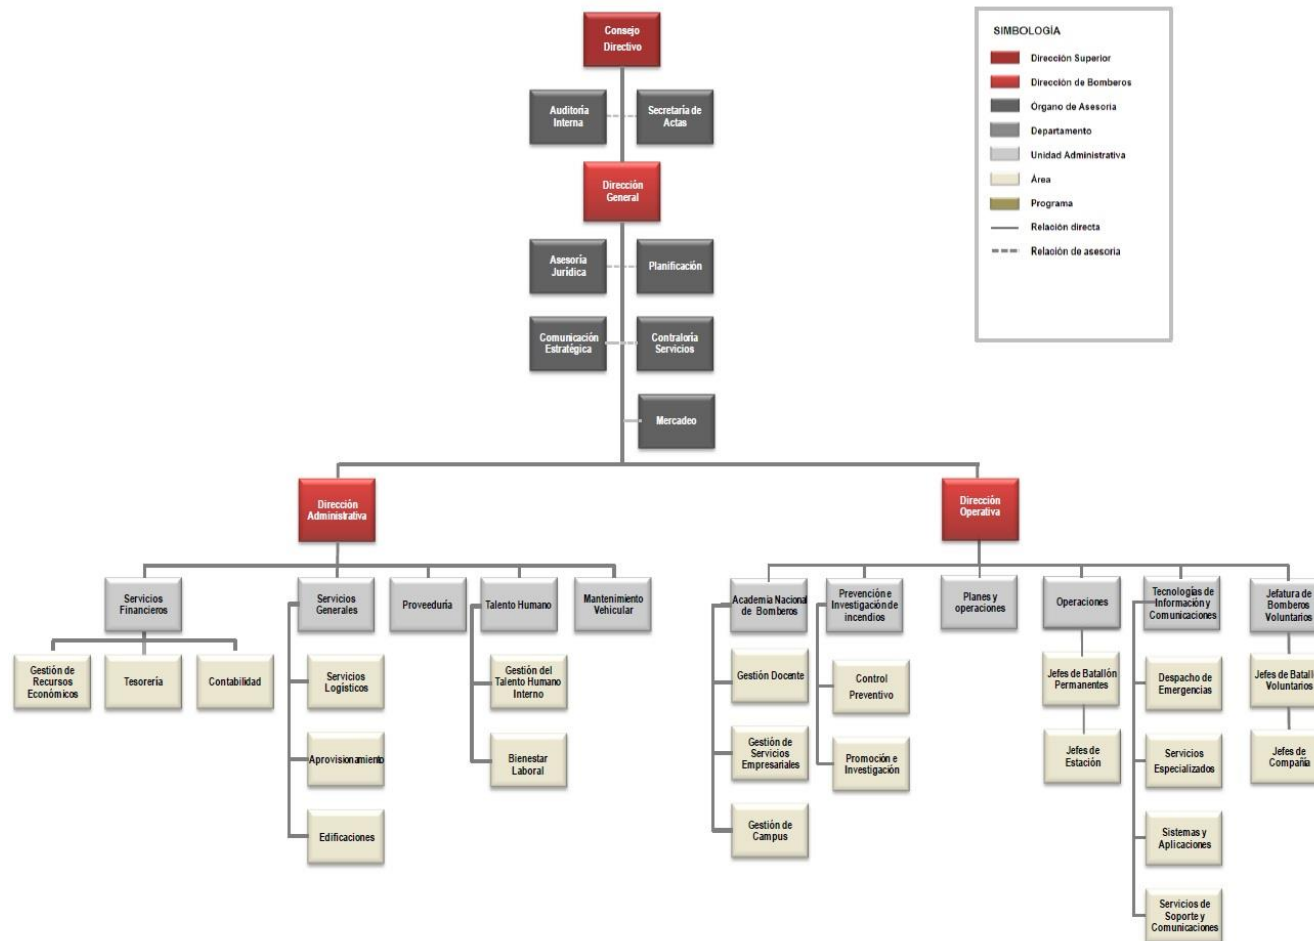 Consejo
Directivo
SIMBOLOGÍA
Dirección Superior
Dirección de Bomberos
Órgano de Asesoría
Departamento
Unidad Administrativa
Área
Programa
Relación directa
Relación de asesoría
Auditoría
Interna
Secretaría de
Actas
Dirección
General
Asesoría
Jurídica
Planificación
Comunicación
Estratégica
Contraloría
Servicios
Mercadeo
Dirección
Administrativa
Dirección
Operativa
Servicios
Financieros
Servicios
Generales
Proveeduría
Talento Humano
Mantenimiento
Vehicular
Academia Nacional
de Bomberos
Prevención e
Investigación de
incendios
Planes y
operaciones
Operaciones
Tecnologías de
Información y
Comunicaciones
Jefatura de
Bomberos
Voluntarios
Gestión de
Recursos
Económicos
Tesorería
Contabilidad
Servicios
Logísticos
Gestión del
Talento Humano
Interno
Gestión Docente
Control
Preventivo
Jefes de Batallón
Permanentes
Despacho de
Emergencias
Jefes de Batallón
Voluntarios
Aprovisionamiento
Bienestar
Laboral
Gestión de
Servicios
Empresariales
Promoción e
Investigación
Jefes de
Estación
Servicios
Especializados
Jefes de
Compañía
Edificaciones
Gestión de
Campus
Sistemas y
Aplicaciones
Servicios de
Soporte y
Comunicaciones